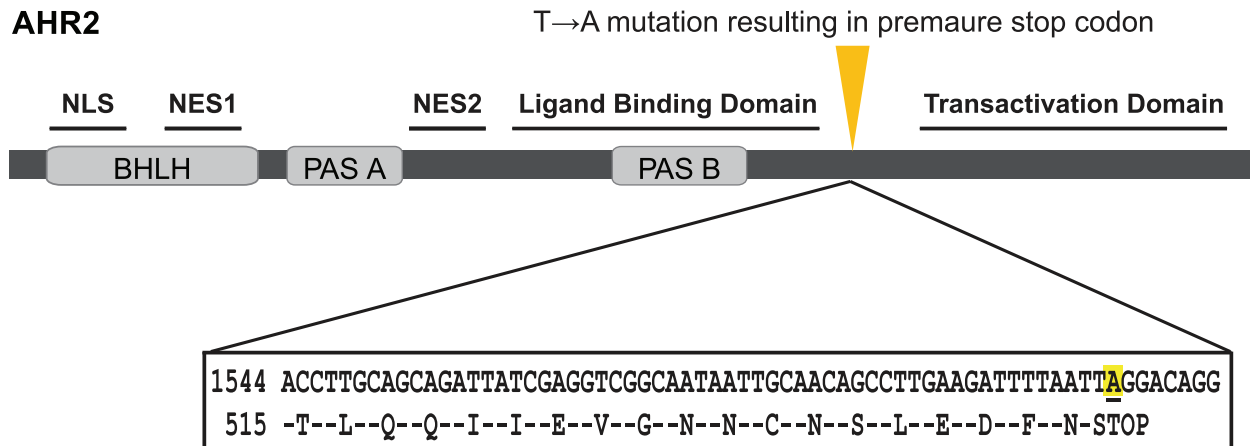 AHR2
T→A mutation resulting in premaure stop codon
NLS NES1 NES2 Ligand Binding Domain Transactivation Domain
BHLH PAS A PAS B
1544 ACCTTGCAGCAGATTATCGAGGTCGGCAATAATTGCAACAGCCTTGAAGATTTTAATTAGGACAGG
515 -T--L--Q--Q--I--I--E--V--G--N--N--C--N--S--L--E--D--F--N-STOP